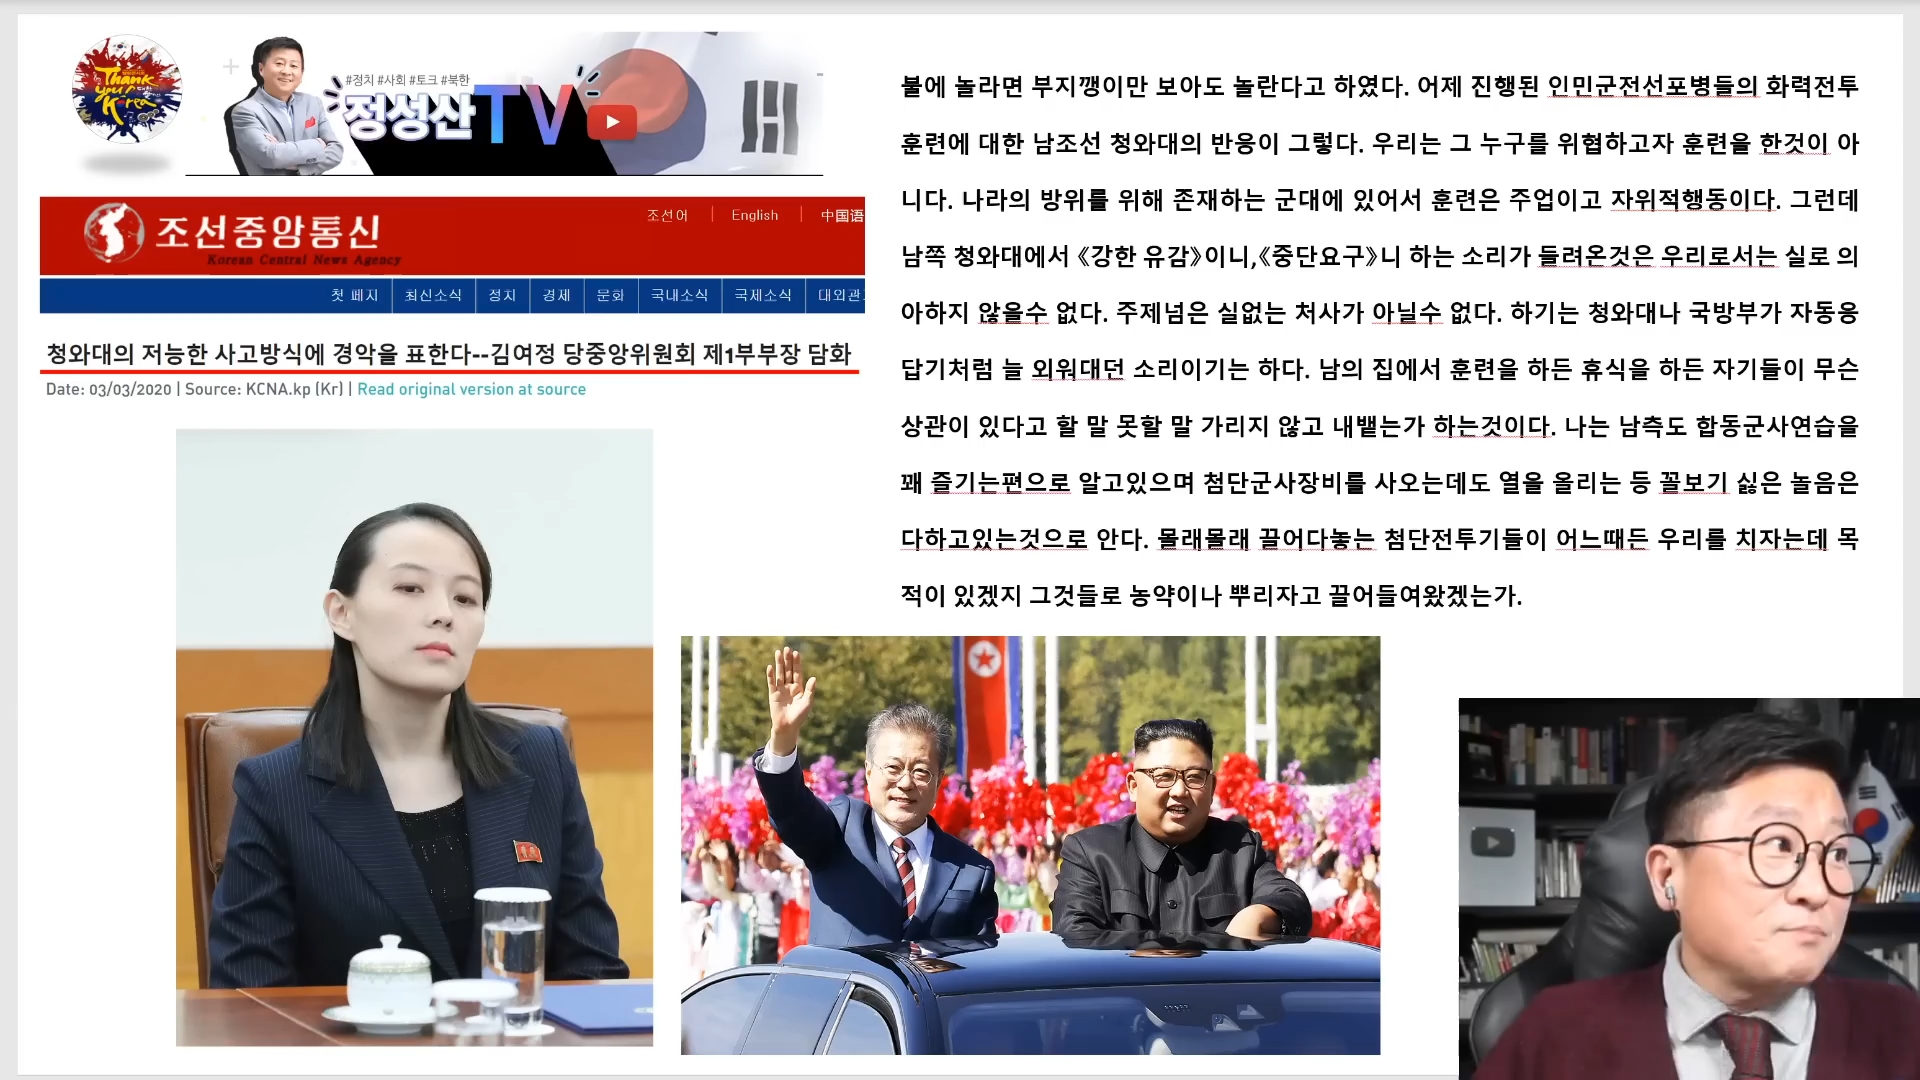 Thank you Korea
#정치 #사회 #토크 #북한
정성산TV
조선어 | English | 中国语
조선중앙통신
Korean Central News Agency
첫 페지 | 최신소식 | 정치 | 경제 | 문화 | 국내소식 | 국제소식 | 대외관
청와대의 저능한 사고방식에 경악을 표한다--김여정 당중앙위원회 제1부부장 담화
Date: 03/03/2020 | Source: KCNA.kp (Kr) | Read original version at source
불에 놀라면 부지깽이만 보아도 놀란다고 하였다. 어제 진행된 인민군전선포병들의 화력전투
훈련에 대한 남조선 청와대의 반응이 그렇다. 우리는 그 누구를 위협하고자 훈련을 한것이 아
니다. 나라의 방위를 위해 존재하는 군대에 있어서 훈련은 주업이고 자위적행동이다. 그런데
남쪽 청와대에서 《강한 유감》이니,《중단요구》니 하는 소리가 들려온것은 우리로서는 실로 의
아하지 않을수 없다. 주제넘은 실없는 처사가 아닐수 없다. 하기는 청와대나 국방부가 자동응
답기처럼 늘 외워대던 소리이기는 하다. 남의 집에서 훈련을 하든 휴식을 하든 자기들이 무슨
상관이 있다고 할 말 못할 말 가리지 않고 내뱉는가 하는것이다. 나는 남측도 합동군사연습을
꽤 즐기는편으로 알고있으며 첨단군사장비를 사오는데도 열을 올리는 등 꼴보기 싫은 놀음은
다하고있는것으로 안다. 몰래몰래 끌어다놓는 첨단전투기들이 어느때든 우리를 치자는데 목
적이 있겠지 그것들로 농약이나 뿌리자고 끌어들여왔겠는가.